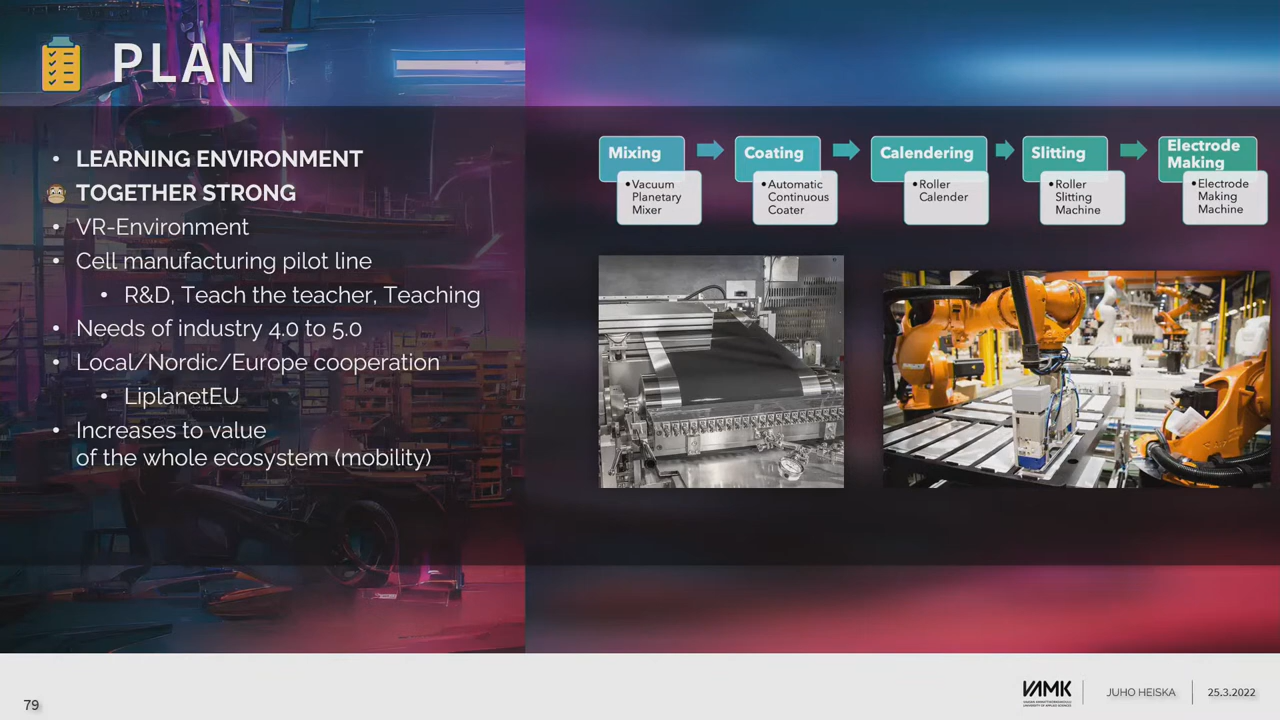 PLAN
• LEARNING ENVIRONMENT
TOGETHER STRONG
• VR-Environment
• Cell manufacturing pilot line
• R&D, Teach the teacher, Teaching
• Needs of industry 4.0 to 5.0
• Local/Nordic/Europe cooperation
• LiplanetEU
• Increases to value
of the whole ecosystem (mobility)
Mixing
•Vacuum
Planetary
Mixer
Coating
•Automatic
Continuous
Coater
Calendering
•Roller
Calender
Slitting
•Roller
Slitting
Machine
Electrode
Making
•Electrode
Making
Machine
79
VAMK
JUHO HEISKA
25.3.2022